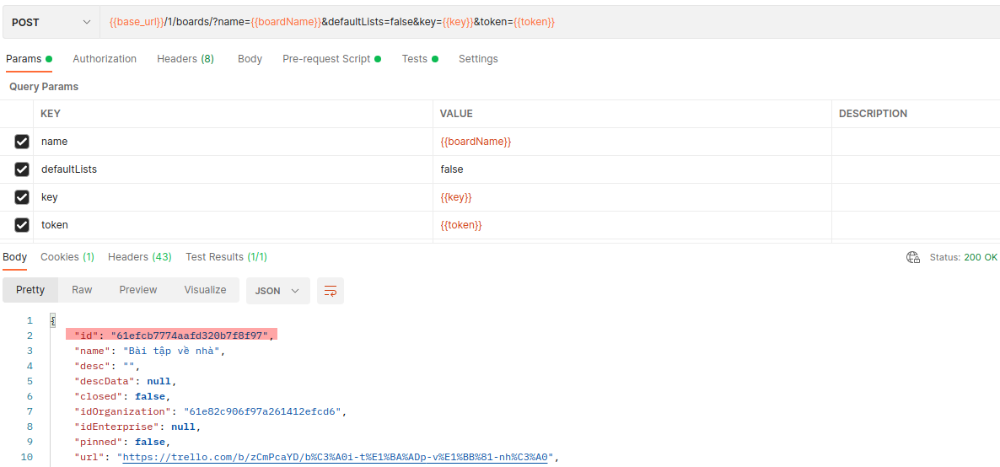 POST {{base_url}}/1/boards/?name={{boardName}}&defaultLists=false&key={{key}}&token={{token}}
Params Authorization Headers (8) Body Pre-request Script Tests Settings
Query Params
KEY VALUE DESCRIPTION
name {{boardName}}
defaultLists false
key {{key}}
token {{token}}
Body Cookies (1) Headers (43) Test Results (1/1) Status: 200 OK
Pretty Raw Preview Visualize JSON
1 {
2 "id": "61efcb7774aafd320b7f8f97",
3 "name": "Bài tập về nhà",
4 "desc": "",
5 "descData": null,
6 "closed": false,
7 "idOrganization": "61e82c906f97a261412efcd6",
8 "idEnterprise": null,
9 "pinned": false,
10 "url": "https://trello.com/b/zCmPcaYD/b%C3%A0i-t%E1%BA%ADp-v%E1%BB%81-nh%C3%A0",